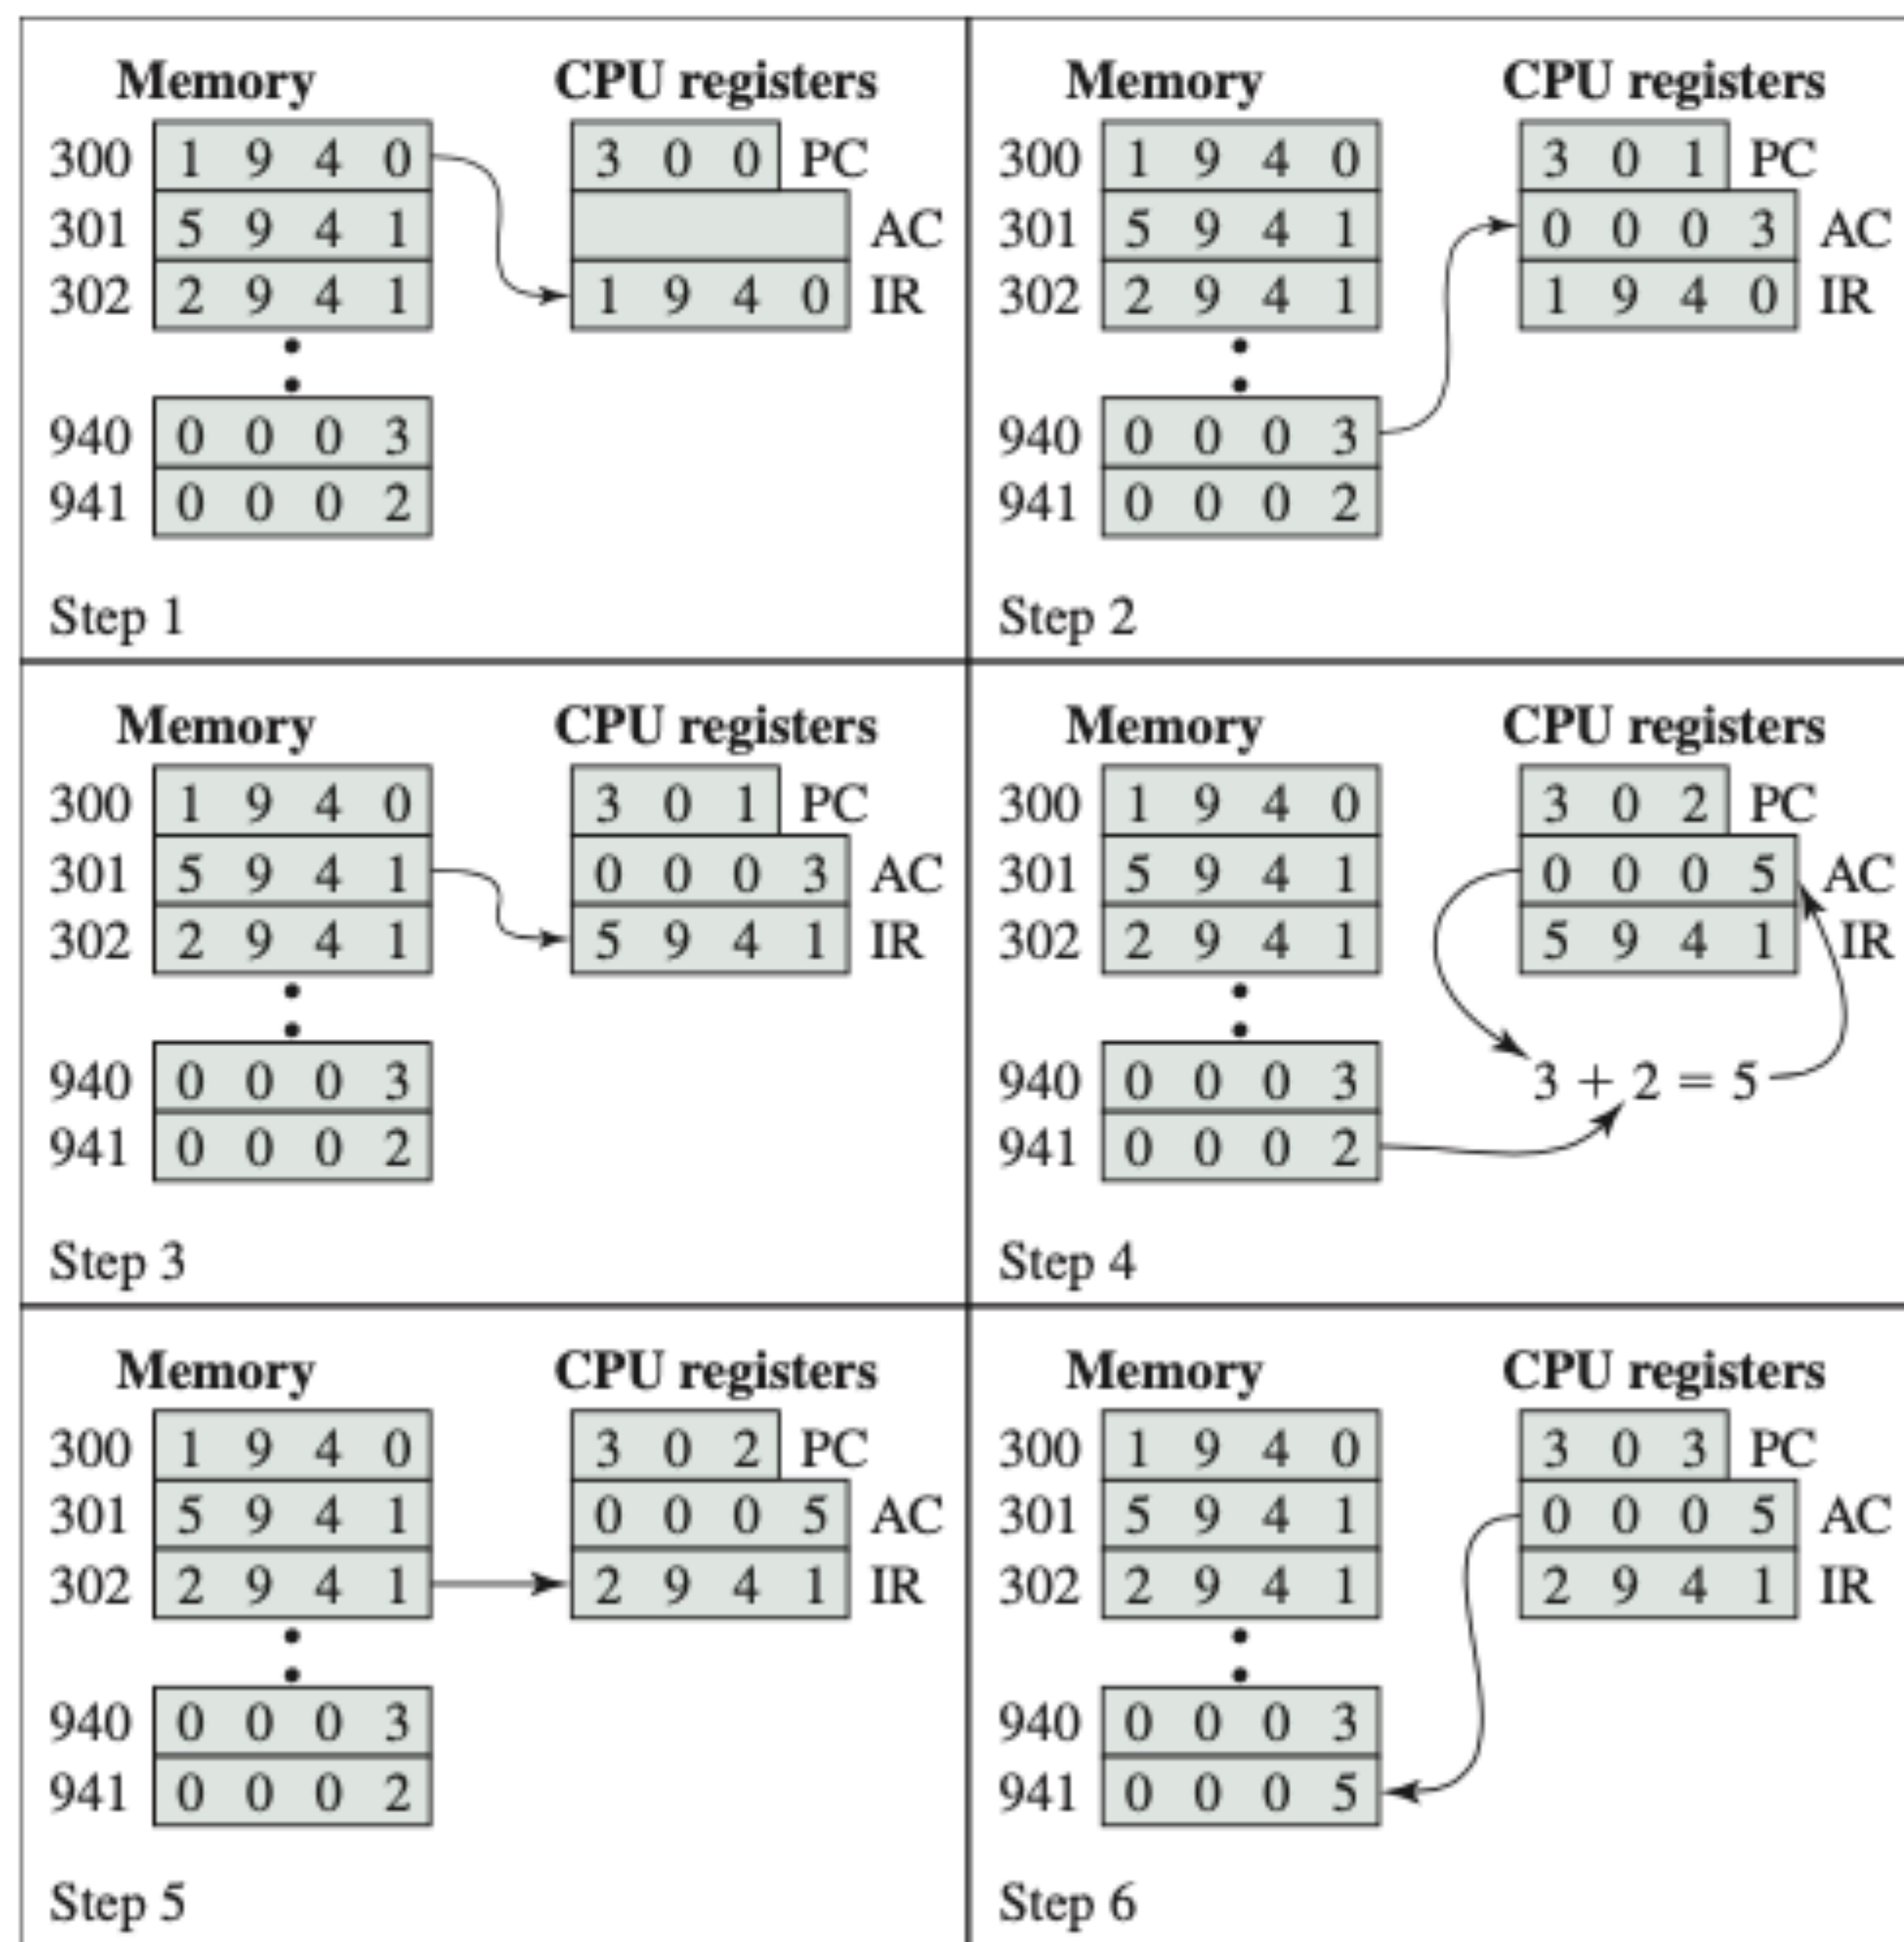 Memory CPU registers
300 1 9 4 0 3 0 0 PC
301 5 9 4 1 AC
302 2 9 4 1 1 9 4 0 IR
940 0 0 0 3
941 0 0 0 2
Step 1
Memory CPU registers
300 1 9 4 0 3 0 1 PC
301 5 9 4 1 0 0 0 3 AC
302 2 9 4 1 1 9 4 0 IR
940 0 0 0 3
941 0 0 0 2
Step 2
Memory CPU registers
300 1 9 4 0 3 0 1 PC
301 5 9 4 1 0 0 0 3 AC
302 2 9 4 1 5 9 4 1 IR
940 0 0 0 3
941 0 0 0 2
Step 3
Memory CPU registers
300 1 9 4 0 3 0 2 PC
301 5 9 4 1 0 0 0 5 AC
302 2 9 4 1 5 9 4 1 IR
940 0 0 0 3 3 + 2 = 5
941 0 0 0 2
Step 4
Memory CPU registers
300 1 9 4 0 3 0 2 PC
301 5 9 4 1 0 0 0 5 AC
302 2 9 4 1 2 9 4 1 IR
940 0 0 0 3
941 0 0 0 2
Step 5
Memory CPU registers
300 1 9 4 0 3 0 3 PC
301 5 9 4 1 0 0 0 5 AC
302 2 9 4 1 2 9 4 1 IR
940 0 0 0 3
941 0 0 0 5
Step 6